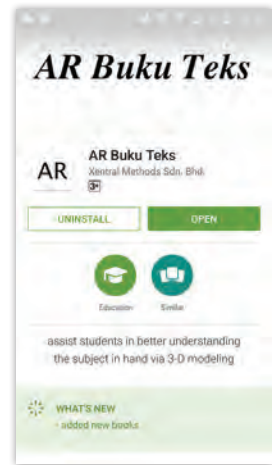 AR Buku Teks
AR
AR Buku Teks
Xentral Methods Sdn. Bhd.
3+
UNINSTALL
OPEN
Education
Similar
assist students in better understanding
the subject in hand via 3-D modeling
WHAT'S NEW
- added new books